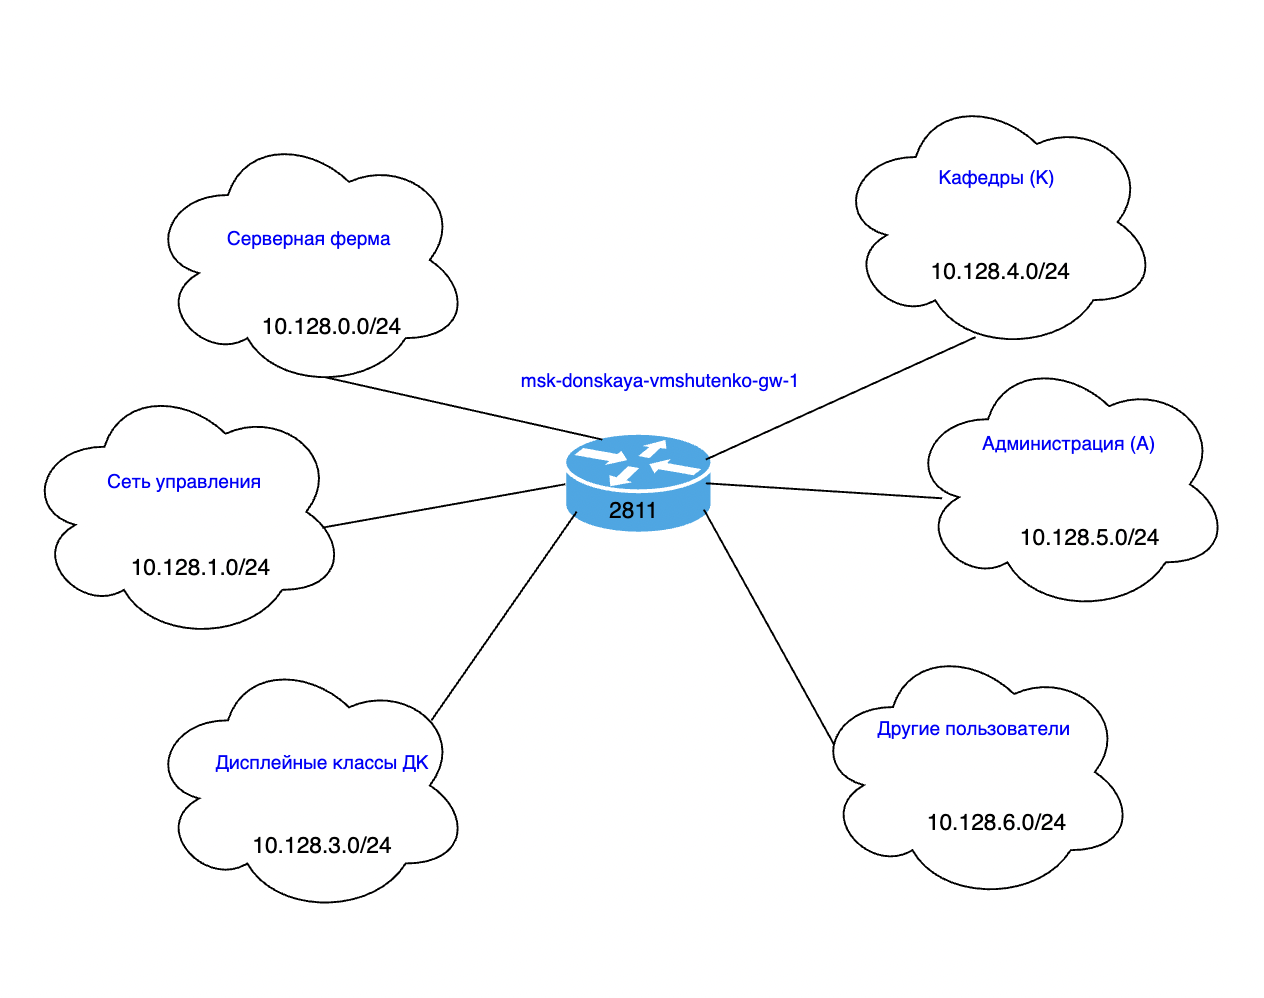 Кафедры (К)
10.128.4.0/24
Серверная ферма
10.128.0.0/24
msk-donskaya-vmshutenko-gw-1
Администрация (А)
10.128.5.0/24
Сеть управления
10.128.1.0/24
2811
Другие пользователи
10.128.6.0/24
Дисплейные классы ДК
10.128.3.0/24